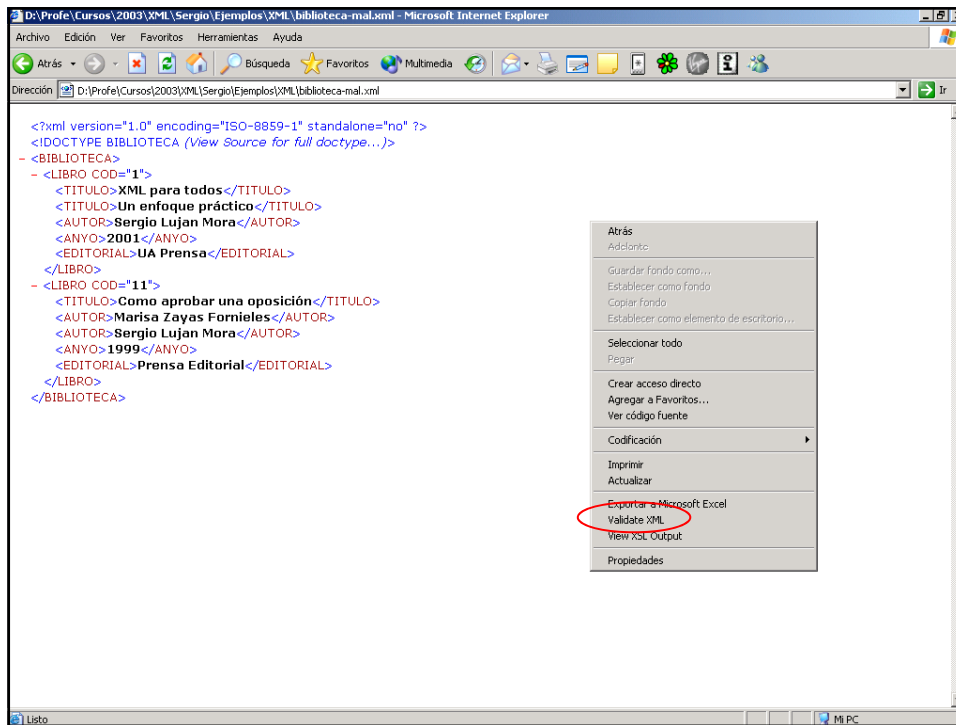 D:\Profe\Cursos\2003\XML\Sergio\Ejemplos\XML\biblioteca-mal.xml - Microsoft Internet Explorer
Archivo Edición Ver Favoritos Herramientas Ayuda
Atrás Búsqueda Favoritos Multimedia
Dirección D:\Profe\Cursos\2003\XML\Sergio\Ejemplos\XML\biblioteca-mal.xml Ir
<?xml version="1.0" encoding="ISO-8859-1" standalone="no" ?>
<!DOCTYPE BIBLIOTECA (View Source for full doctype...)>
- <BIBLIOTECA>
- <LIBRO COD="1">
<TITULO>XML para todos</TITULO>
<TITULO>Un enfoque práctico</TITULO>
<AUTOR>Sergio Lujan Mora</AUTOR>
<ANYO>2001</ANYO>
<EDITORIAL>UA Prensa</EDITORIAL>
</LIBRO>
- <LIBRO COD="11">
<TITULO>Como aprobar una oposición</TITULO>
<AUTOR>Marisa Zayas Fornieles</AUTOR>
<AUTOR>Sergio Lujan Mora</AUTOR>
<ANYO>1999</ANYO>
<EDITORIAL>Prensa Editorial</EDITORIAL>
</LIBRO>
</BIBLIOTECA>
Atrás
Adelante
Guardar fondo como...
Establecer como fondo
Copiar fondo
Establecer como elemento de escritorio...
Seleccionar todo
Pegar
Crear acceso directo
Agregar a Favoritos...
Ver código fuente
Codificación
Imprimir
Actualizar
Exportar a Microsoft Excel
Validate XML
View XSL Output
Propiedades
Listo Mi PC